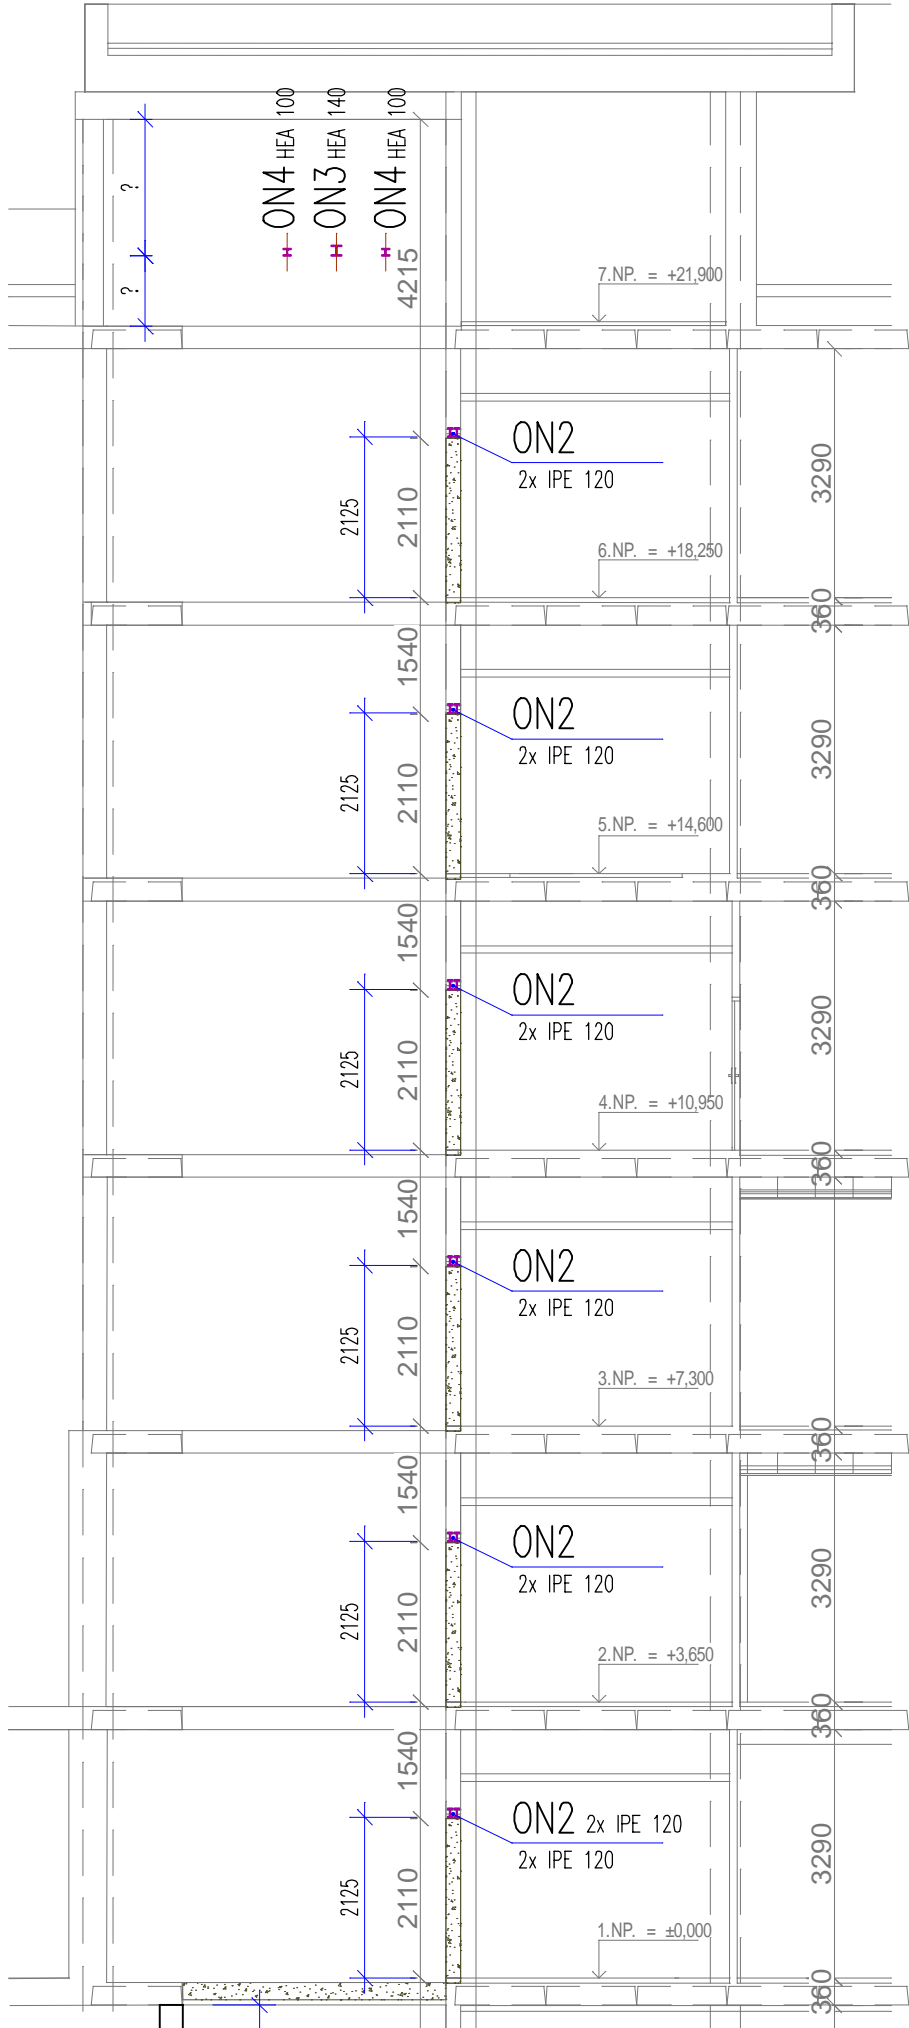 ON4 HEA 100
ON3 HEA 140
ON4 HEA 100
?
?
4215
7.NP. = +21,900
ON2
2x IPE 120
2125
2110
3290
6.NP. = +18,250
360
1540
ON2
2x IPE 120
2125
2110
3290
5.NP. = +14,600
360
1540
ON2
2x IPE 120
2125
2110
3290
4.NP. = +10,950
360
1540
ON2
2x IPE 120
2125
2110
3.NP. = +7,300
360
1540
ON2
2x IPE 120
2125
2110
3290
2.NP. = +3,650
360
1540
ON2 2x IPE 120
2x IPE 120
2125
2110
3290
1.NP. = ±0,000
360